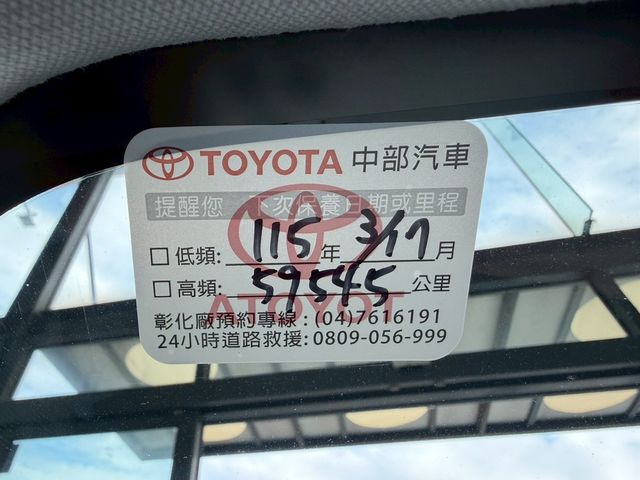 TOYOTA 中部汽車
提醒您 下次保養日期或里程
低頻: 115 年 3/17 月
高頻: 59545 公里
彰化廠預約專線:(04)7616191
24小時道路救援:0809-056-999